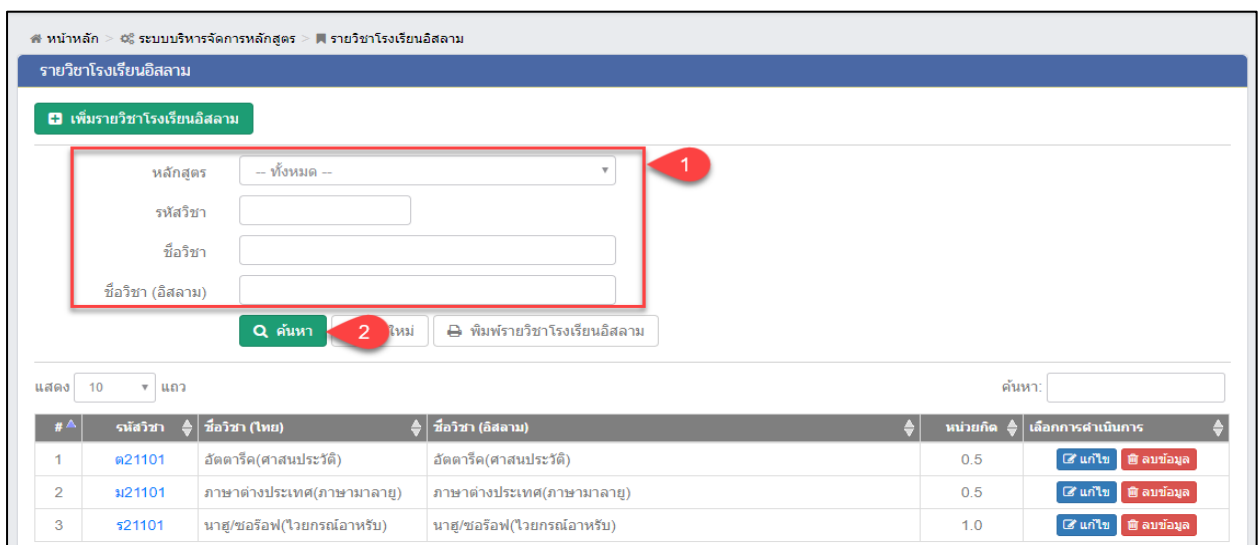 หน้าหลัก > ระบบบริหารจัดการหลักสูตร > รายวิชาโรงเรียนอิสลาม
รายวิชาโรงเรียนอิสลาม
เพิ่มรายวิชาโรงเรียนอิสลาม
หลักสูตร -- ทั้งหมด -- 1
รหัสวิชา
ชื่อวิชา
ชื่อวิชา (อิสลาม)
ค้นหา 2 ใหม่ พิมพ์รายวิชาโรงเรียนอิสลาม
แสดง 10 แถว ค้นหา:
# รหัสวิชา ชื่อวิชา (ไทย) ชื่อวิชา (อิสลาม) หน่วยกิต เลือกการดำเนินการ
1 ต21101 อัตตารีค(ศาสนประวัติ) อัตตารีค(ศาสนประวัติ) 0.5 แก้ไข ลบข้อมูล
2 ม21101 ภาษาต่างประเทศ(ภาษามาลายู) ภาษาต่างประเทศ(ภาษามาลายู) 0.5 แก้ไข ลบข้อมูล
3 ร21101 นาฮู/ซอร๊อฟ(ไวยกรณ์อาหรับ) นาฮู/ซอร๊อฟ(ไวยกรณ์อาหรับ) 1.0 แก้ไข ลบข้อมูล